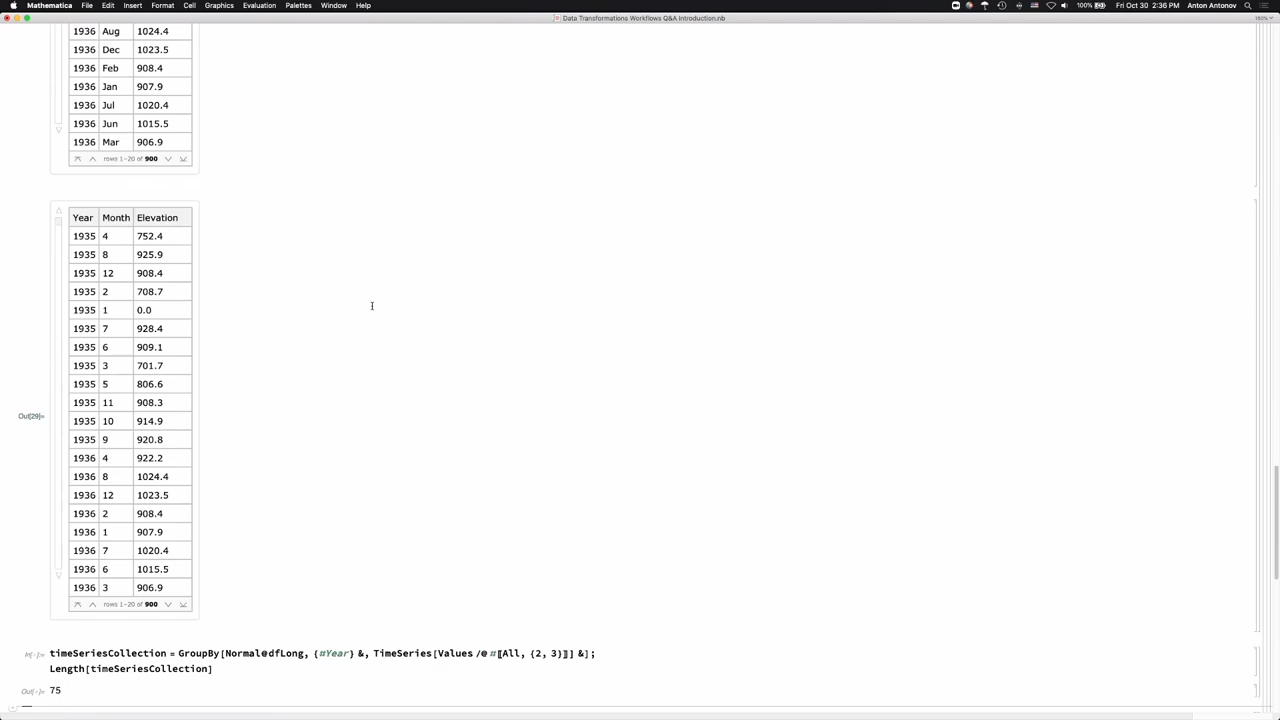 Mathematica File Edit Insert Format Cell Graphics Evaluation Palettes Window Help 100% Fri Oct 30 2:36 PM Anton Antonov
Data Transformations Workflows Q&A Introduction.nb
1936 Aug 1024.4
1936 Dec 1023.5
1936 Feb 908.4
1936 Jan 907.9
1936 Jul 1020.4
1936 Jun 1015.5
1936 Mar 906.9
rows 1–20 of 900
Year Month Elevation
1935 4 752.4
1935 8 925.9
1935 12 908.4
1935 2 708.7
1935 1 0.0
1935 7 928.4
1935 6 909.1
1935 3 701.7
1935 5 806.6
1935 11 908.3
1935 10 914.9
1935 9 920.8
1936 4 922.2
1936 8 1024.4
1936 12 1023.5
1936 2 908.4
1936 1 907.9
1936 7 1020.4
1936 6 1015.5
1936 3 906.9
Out[29]=
rows 1–20 of 900
In[-]:= timeSeriesCollection = GroupBy[Normal@dfLong, {#Year} &, TimeSeries[Values /@ #〚All, {2, 3}〛] &];
Length[timeSeriesCollection]
Out[-]= 75